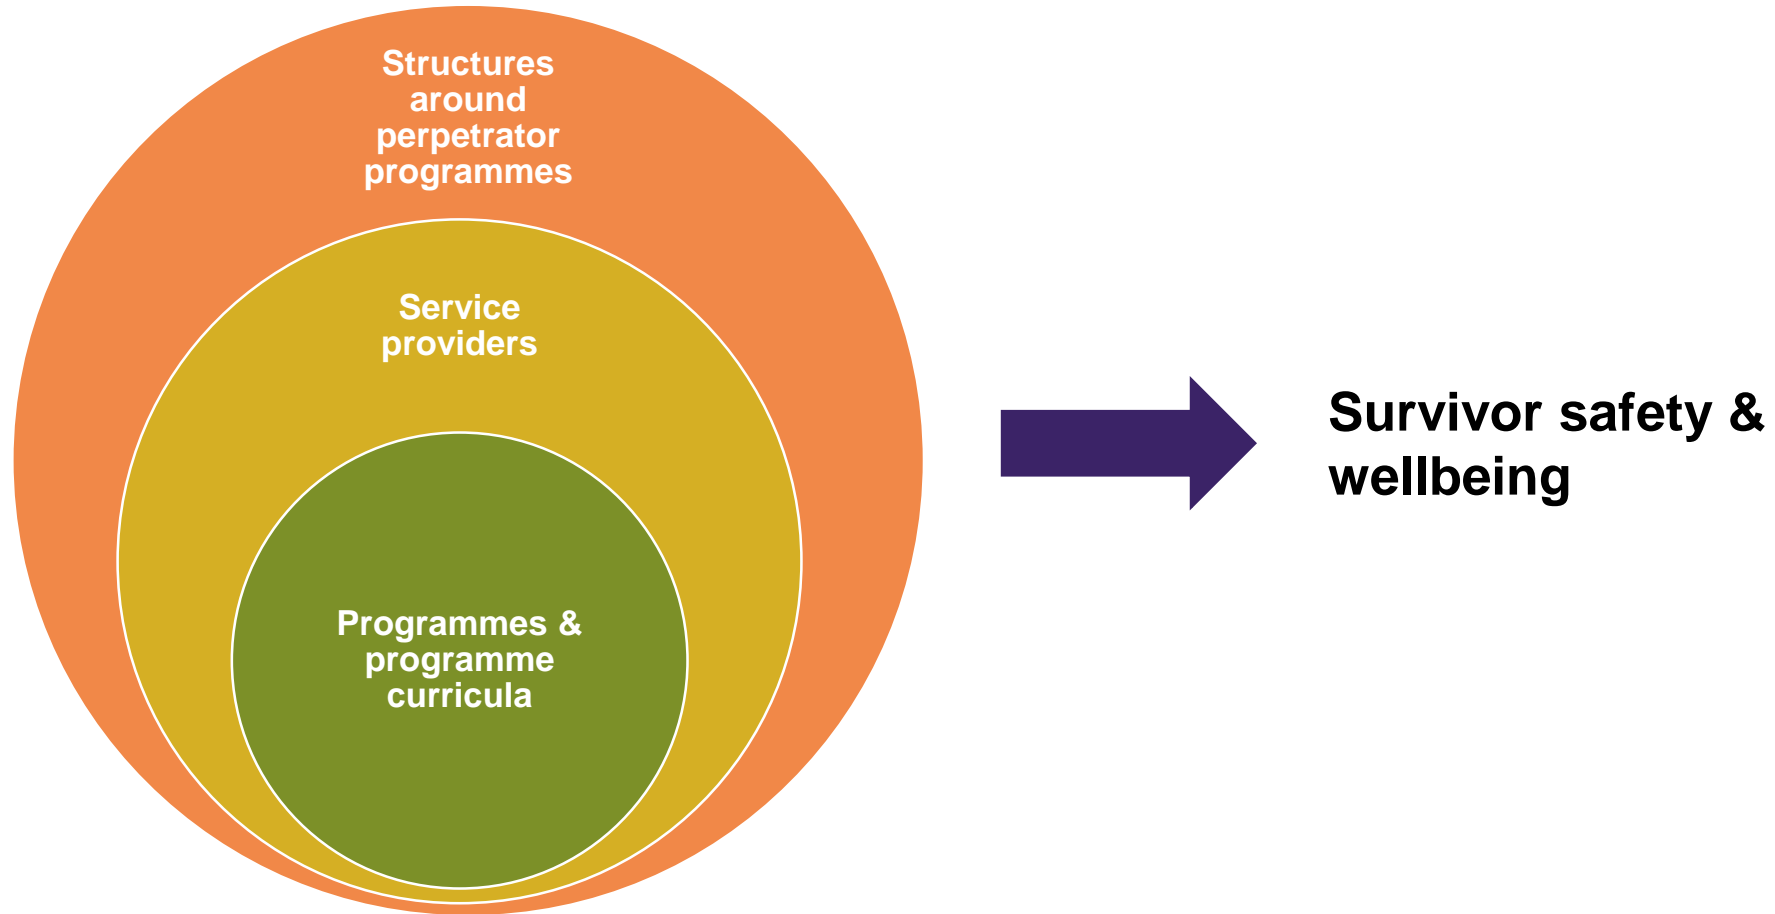 Structures
around
perpetrator
programmes
Service
providers
Programmes &
programme
curricula
Survivor safety &
wellbeing